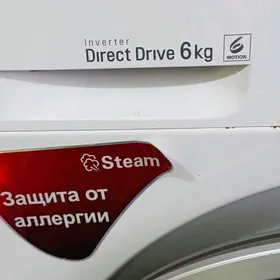 Inverter
Direct Drive 6kg
6
MOTION
Steam
Защита от
аллергии